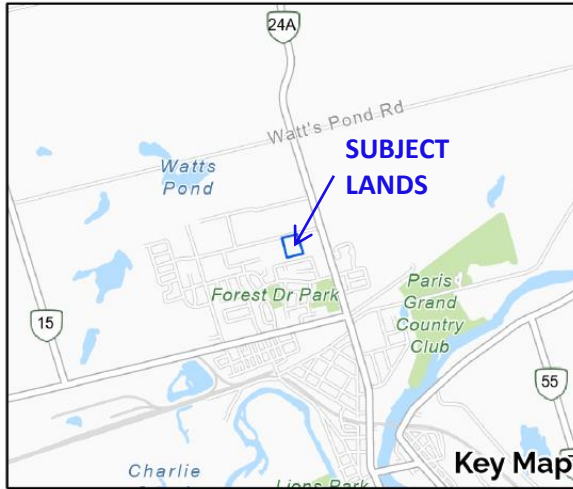 24A
Watt's Pond Rd
SUBJECT
LANDS
Watts
Pond
Forest Dr Park
Paris
Grand
Country
Club
15
55
Charlie
Lions Park
Key Map